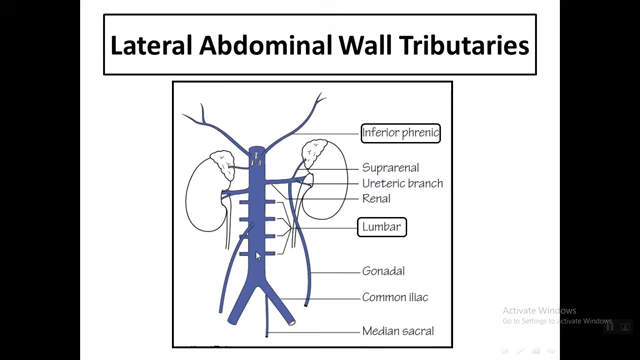 Lateral Abdominal Wall Tributaries
Inferior phrenic
Suprarenal
Ureteric branch
Renal
Lumbar
Gonadal
Common iliac
Median sacral
Activate Windows
Go to Settings to activate Windows.